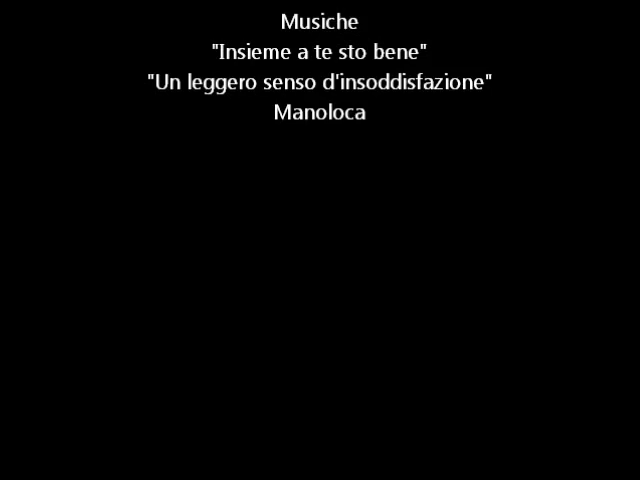 Musiche
"Insieme a te sto bene"
"Un leggero senso d'insoddisfazione"
Manoloca